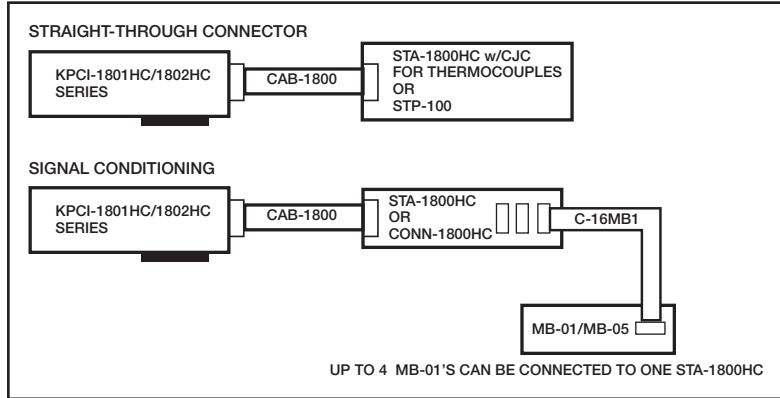 STRAIGHT-THROUGH CONNECTOR
KPCI-1801HC/1802HC
SERIES
CAB-1800
STA-1800HC w/CJC
FOR THERMOCOUPLES
OR
STP-100
SIGNAL CONDITIONING
KPCI-1801HC/1802HC
SERIES
CAB-1800
STA-1800HC
OR
CONN-1800HC
C-16MB1
MB-01/MB-05
UP TO 4 MB-01'S CAN BE CONNECTED TO ONE STA-1800HC